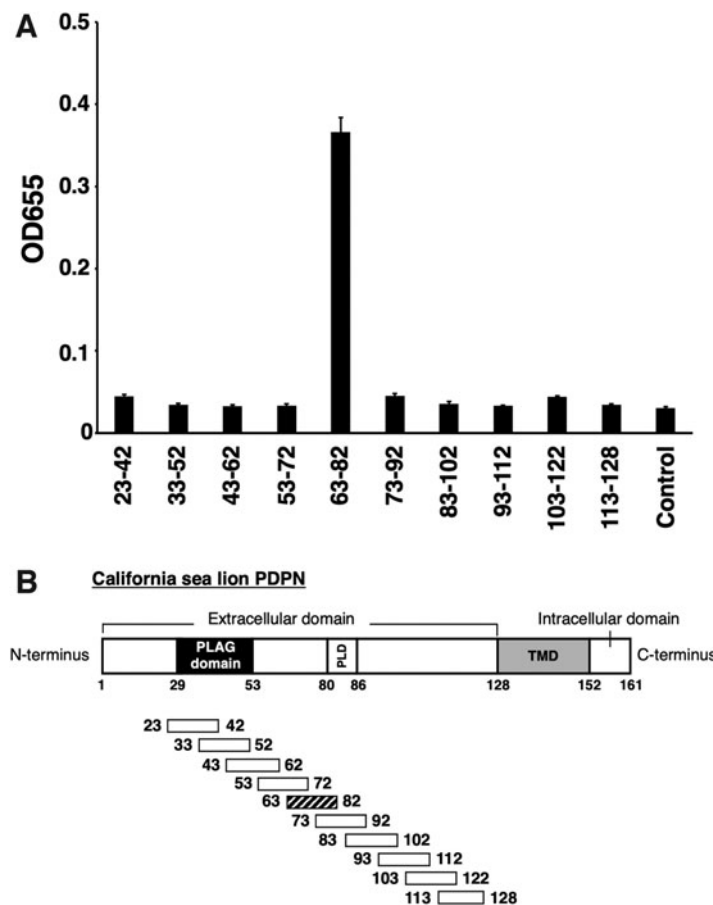 A
OD655
0.5
0.4
0.3
0.2
0.1
0
23-42
33-52
43-62
53-72
63-82
73-92
83-102
93-112
103-122
113-128
Control
B
California sea lion PDPN
Extracellular domain
Intracellular domain
N-terminus
PLAG
domain
PLD
TMD
C-terminus
1 29 53 80 86 128 152 161
23 42
33 52
43 62
53 72
63 82
73 92
83 102
93 112
103 122
113 128